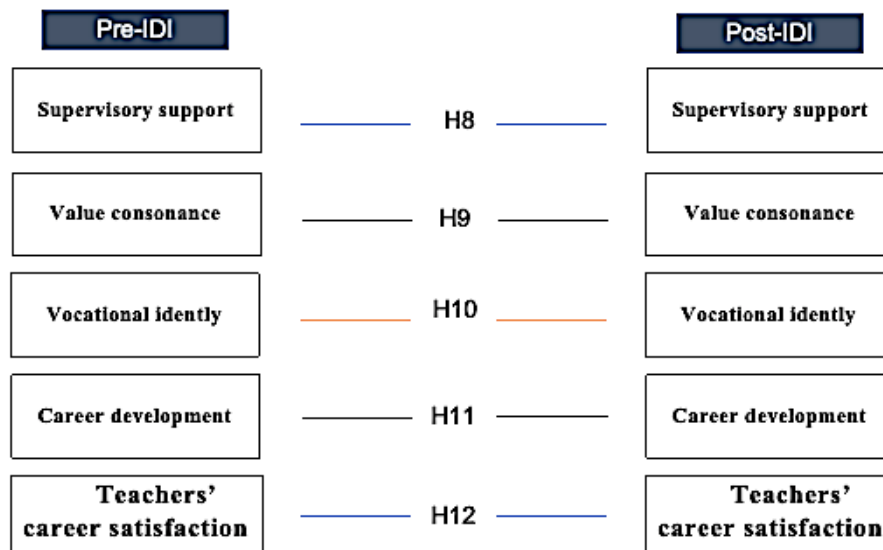 Pre-IDI
Post-IDI
Supervisory support
H8
Supervisory support
Value consonance
H9
Value consonance
Vocational idently
H10
Vocational idently
Career development
H11
Career development
Teachers'
career satisfaction
H12
Teachers'
career satisfaction